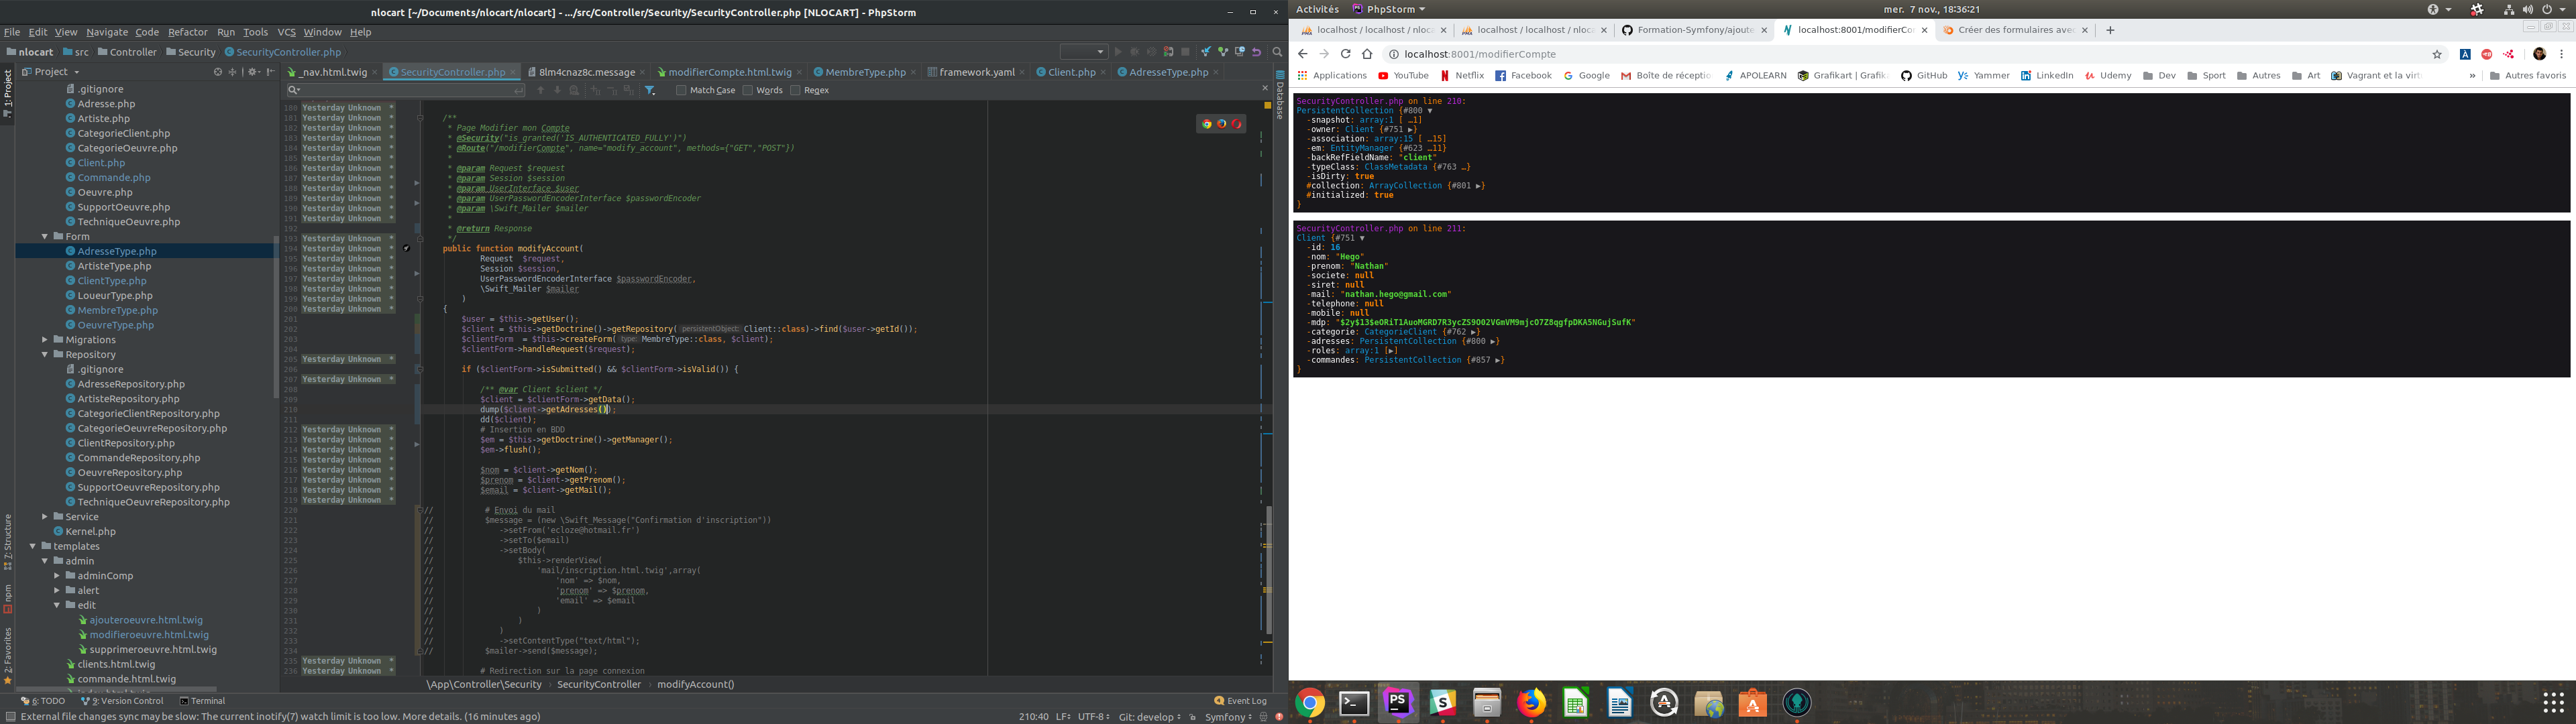 nlocart [~/Documents/nlocart/nlocart] - .../src/Controller/Security/SecurityController.php [NLOCART] - PhpStorm
File Edit View Navigate Code Refactor Run Tools VCS Window Help
nlocart src Controller Security SecurityController.php
Project
_nav.html.twig SecurityController.php 8lm4cnaz8c.message modifierCompte.html.twig MembreType.php framework.yaml Client.php AdresseType.php
Match Case Words Regex
1: Project
7: Structure
npm
2: Favorites
Database
.gitignore
Adresse.php
Artiste.php
CategorieClient.php
CategorieOeuvre.php
Client.php
Commande.php
Oeuvre.php
SupportOeuvre.php
TechniqueOeuvre.php
Form
AdresseType.php
ArtisteType.php
ClientType.php
LoueurType.php
MembreType.php
OeuvreType.php
Migrations
Repository
.gitignore
AdresseRepository.php
ArtisteRepository.php
CategorieClientRepository.php
CategorieOeuvreRepository.php
ClientRepository.php
CommandeRepository.php
OeuvreRepository.php
SupportOeuvreRepository.php
TechniqueOeuvreRepository.php
Service
Kernel.php
templates
admin
adminComp
alert
edit
ajouteroeuvre.html.twig
modifieroeuvre.html.twig
supprimeroeuvre.html.twig
clients.html.twig
commande.html.twig
/**
* Page Modifier mon Compte
* @Security("is_granted('IS_AUTHENTICATED_FULLY')")
* @Route("/modifierCompte", name="modify_account", methods={"GET","POST"})
*
* @param Request $request
* @param Session $session
* @param UserInterface $user
* @param UserPasswordEncoderInterface $passwordEncoder
* @param \Swift_Mailer $mailer
*
* @return Response
*/
public function modifyAccount(
Request $request,
Session $session,
UserPasswordEncoderInterface $passwordEncoder,
\Swift_Mailer $mailer
)
{
$user = $this->getUser();
$client = $this->getDoctrine()->getRepository( persistentObject: Client::class)->find($user->getId());
$clientForm = $this->createForm( type: MembreType::class, $client);
$clientForm->handleRequest($request);
if ($clientForm->isSubmitted() && $clientForm->isValid()) {
/** @var Client $client */
$client = $clientForm->getData();
dump($client->getAdresses());
dd($client);
# Insertion en BDD
$em = $this->getDoctrine()->getManager();
$em->flush();
$nom = $client->getNom();
$prenom = $client->getPrenom();
$email = $client->getMail();
// # Envoi du mail
// $message = (new \Swift_Message("Confirmation d'inscription"))
// ->setFrom('ecloze@hotmail.fr')
// ->setTo($email)
// ->setBody(
// $this->renderView(
// 'mail/inscription.html.twig',array(
// 'nom' => $nom,
// 'prenom' => $prenom,
// 'email' => $email
// )
// )
// )
// ->setContentType("text/html");
// $mailer->send($message);
# Redirection sur la page connexion
\App\Controller\Security SecurityController modifyAccount()
6: TODO 9: Version Control Terminal Event Log
External file changes sync may be slow: The current inotify(7) watch limit is too low. More details. (16 minutes ago) 210:40 LF UTF-8 Git: develop Symfony
Activités PhpStorm mer. 7 nov., 18:36:21
localhost / localhost / nloca localhost / localhost / nloca Formation-Symfony/ajoute localhost:8001/modifierCo Créer des formulaires avec
localhost:8001/modifierCompte
Applications YouTube Netflix Facebook Google Boîte de réceptio APOLEARN Grafikart | Grafika GitHub Yammer LinkedIn Udemy Dev Sport Autres Art Vagrant et la virtu » Autres favoris
SecurityController.php on line 210:
PersistentCollection {#800 ▼
-snapshot: array:1 [ …1]
-owner: Client {#751 ▶}
-association: array:15 [ …15]
-em: EntityManager {#623 …11}
-backRefFieldName: "client"
-typeClass: ClassMetadata {#763 …}
-isDirty: true
#collection: ArrayCollection {#801 ▶}
#initialized: true
}
SecurityController.php on line 211:
Client {#751 ▼
-id: 16
-nom: "Hego"
-prenom: "Nathan"
-societe: null
-siret: null
-mail: "nathan.hego@gmail.com"
-telephone: null
-mobile: null
-mdp: "$2y$13$eORiT1AuoMGRD7R3ycZS9O02VGmVM9mjcO7Z8qgfpDKA5NGujSufK"
-categorie: CategorieClient {#762 ▶}
-adresses: PersistentCollection {#800 ▶}
-roles: array:1 [▶]
-commandes: PersistentCollection {#857 ▶}
}